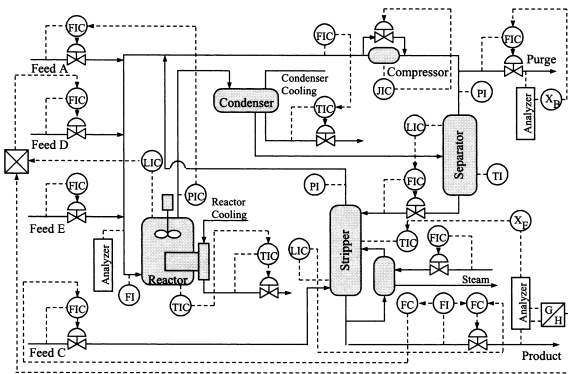 FIC
Feed A
FIC
Feed D
FIC
Feed E
FIC
Feed C
LIC
PIC
Reactor
Cooling
Reactor
Analyzer
FI
TIC
TIC
Condenser
Condenser
Cooling
FIC
TIC
Compressor
JIC
FIC
FIC
Purge
PI
Analyzer
X_B
LIC
Separator
TI
FIC
PI
Stripper
TIC
LIC
FIC
Steam
X_E
Analyzer
G
H
FC
FI
FC
Product